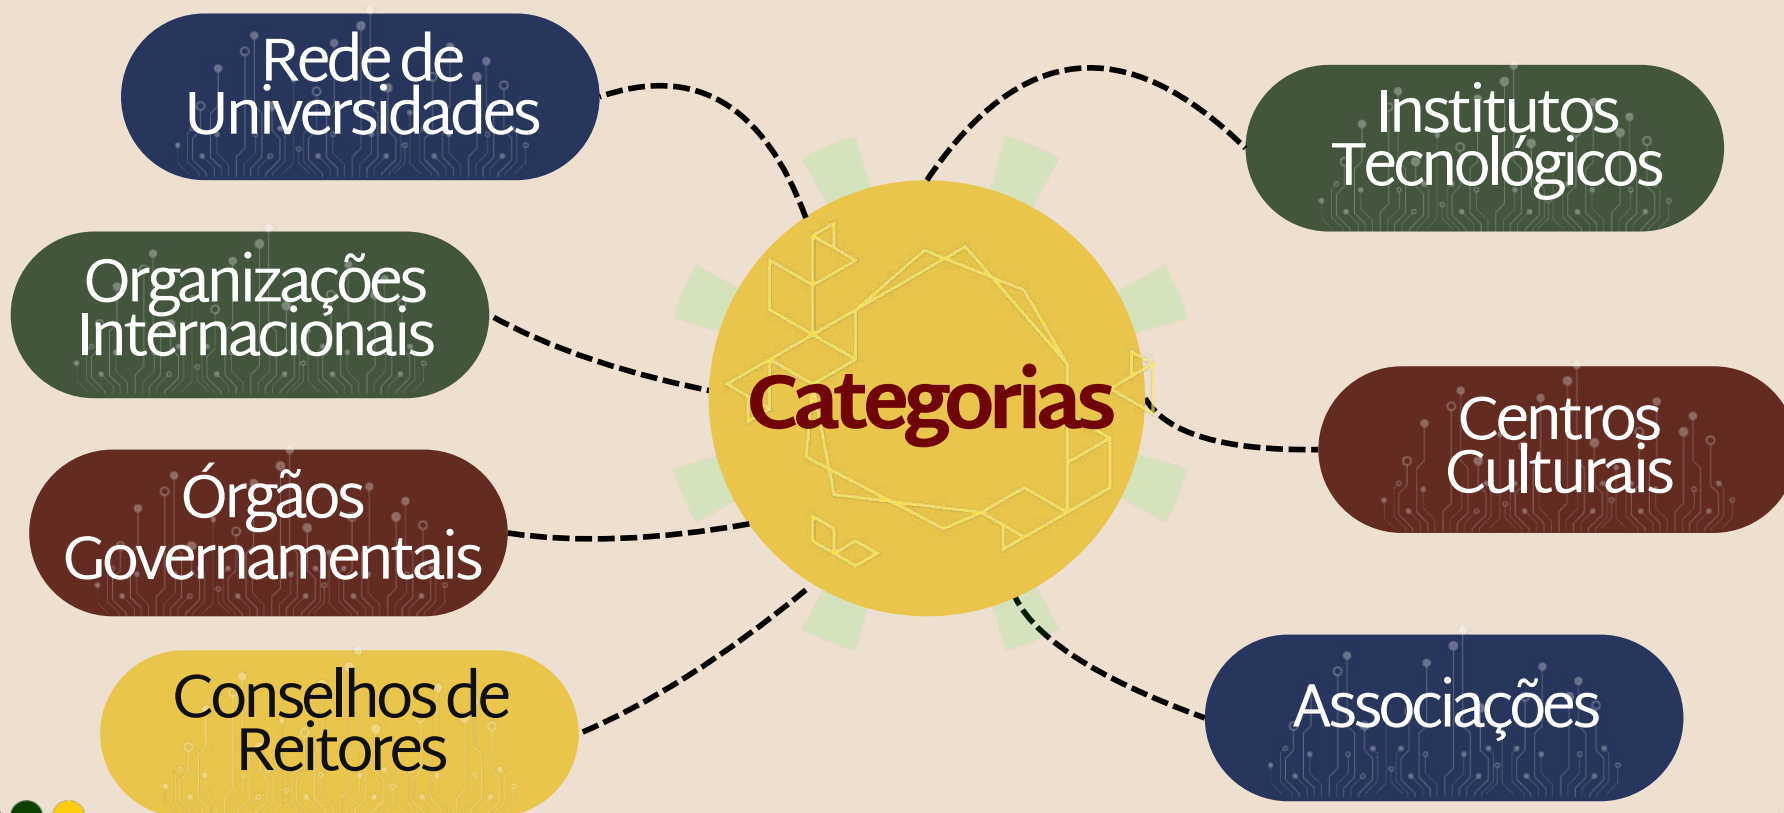 Rede de
Universidades
Organizações
Internacionais
Órgãos
Governamentais
Conselhos de
Reitores
Categorias
Institutos
Tecnológicos
Centros
Culturais
Associações